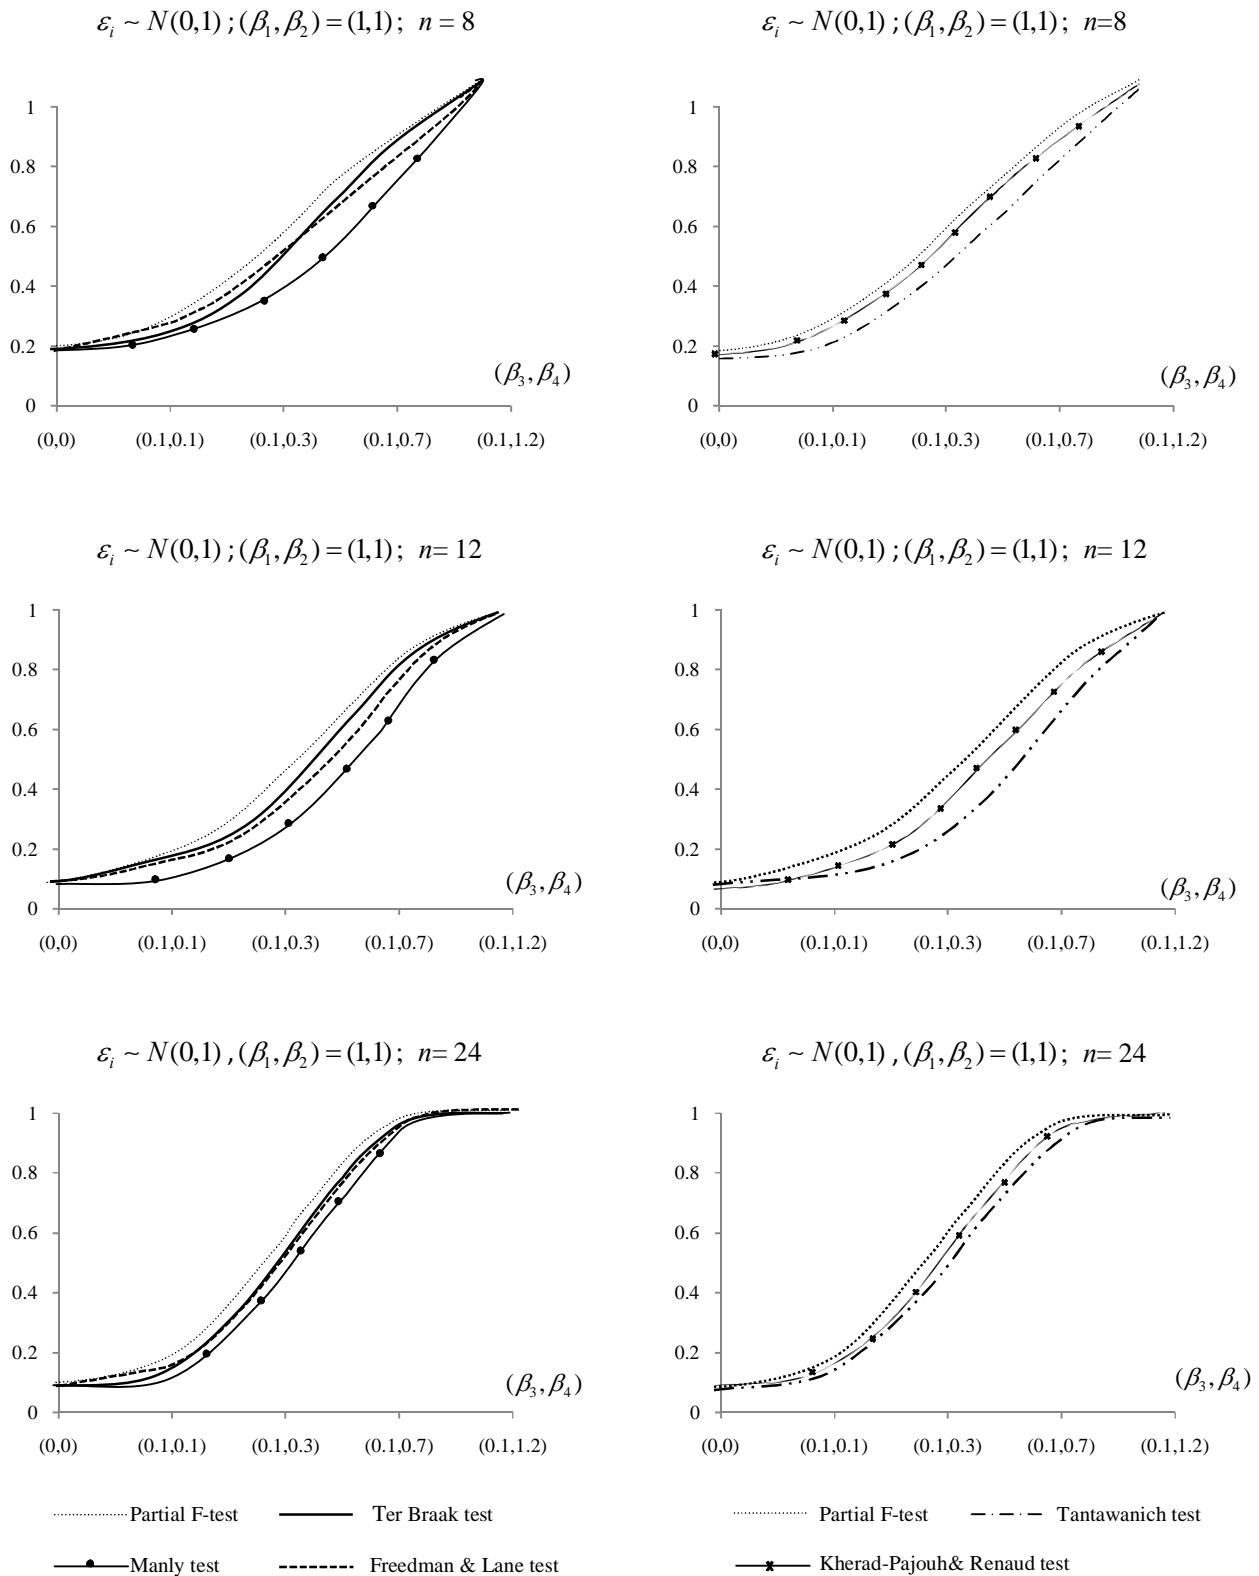 εᵢ ~ N(0,1) ; (β₁,β₂) = (1,1); n = 8
εᵢ ~ N(0,1) ; (β₁,β₂) = (1,1); n=8
1
0.8
0.6
0.4
0.2
0
(β₃,β₄)
(0,0) (0.1,0.1) (0.1,0.3) (0.1,0.7) (0.1,1.2)
1
0.8
0.6
0.4
0.2
0
(β₃,β₄)
(0,0) (0.1,0.1) (0.1,0.3) (0.1,0.7) (0.1,1.2)
εᵢ ~ N(0,1) ; (β₁,β₂) = (1,1); n= 12
εᵢ ~ N(0,1) ; (β₁,β₂) = (1,1); n= 12
1
0.8
0.6
0.4
0.2
0
(β₃,β₄)
(0,0) (0.1,0.1) (0.1,0.3) (0.1,0.7) (0.1,1.2)
1
0.8
0.6
0.4
0.2
0
(β₃,β₄)
(0,0) (0.1,0.1) (0.1,0.3) (0.1,0.7) (0.1,1.2)
εᵢ ~ N(0,1) , (β₁,β₂) = (1,1); n= 24
εᵢ ~ N(0,1) , (β₁,β₂) = (1,1); n= 24
1
0.8
0.6
0.4
0.2
0
(β₃,β₄)
(0,0) (0.1,0.1) (0.1,0.3) (0.1,0.7) (0.1,1.2)
1
0.8
0.6
0.4
0.2
0
(β₃,β₄)
(0,0) (0.1,0.1) (0.1,0.3) (0.1,0.7) (0.1,1.2)
Partial F-test Ter Braak test
Manly test Freedman & Lane test
Partial F-test Tantawanich test
Kherad-Pajouh& Renaud test